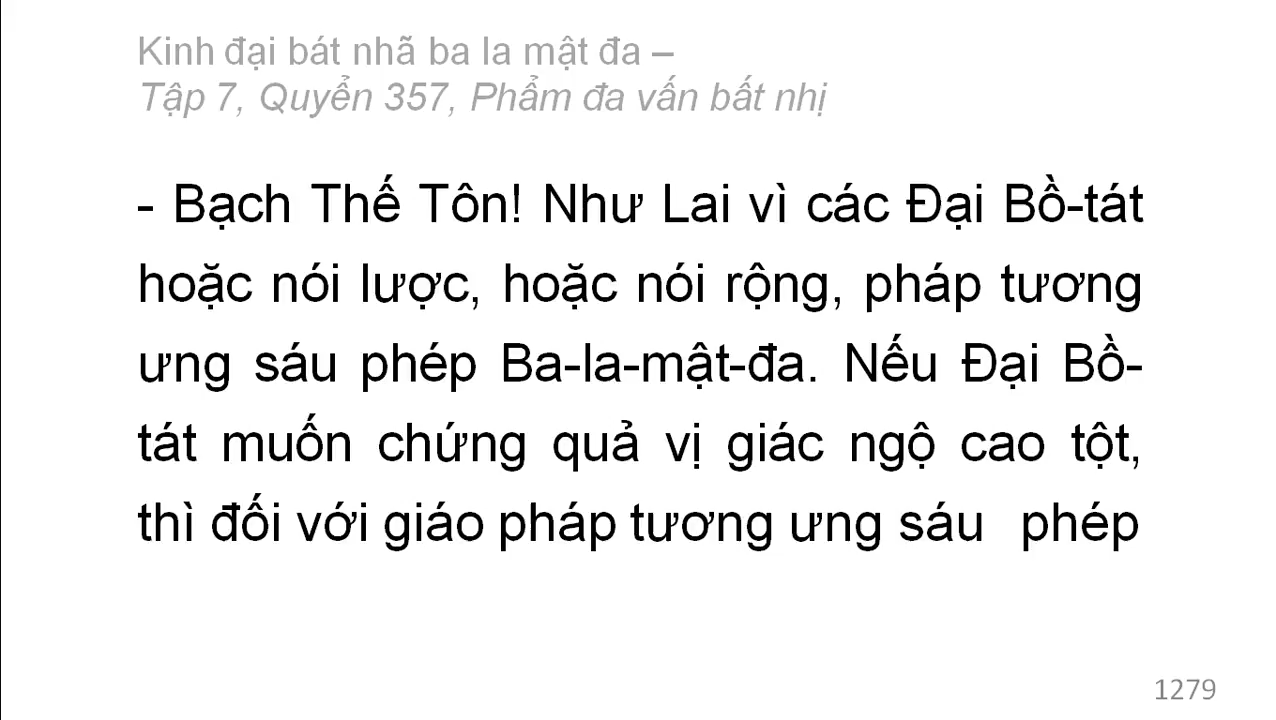 Kinh đại bát nhã ba la mật đa –
Tập 7, Quyển 357, Phẩm đa vấn bất nhị
- Bạch Thế Tôn! Như Lai vì các Đại Bồ-tát
hoặc nói lược, hoặc nói rộng, pháp tương
ưng sáu phép Ba-la-mật-đa. Nếu Đại Bồ-
tát muốn chứng quả vị giác ngộ cao tột,
thì đối với giáo pháp tương ưng sáu phép
1279